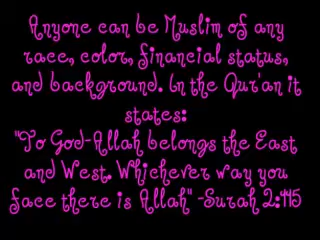 Anyone can be Muslim of any
race, color, financial status,
and background. In the Qur'an it
states:
"To God-Allah belongs the East
and West. Whichever way you
face there is Allah" -Surah 2:115